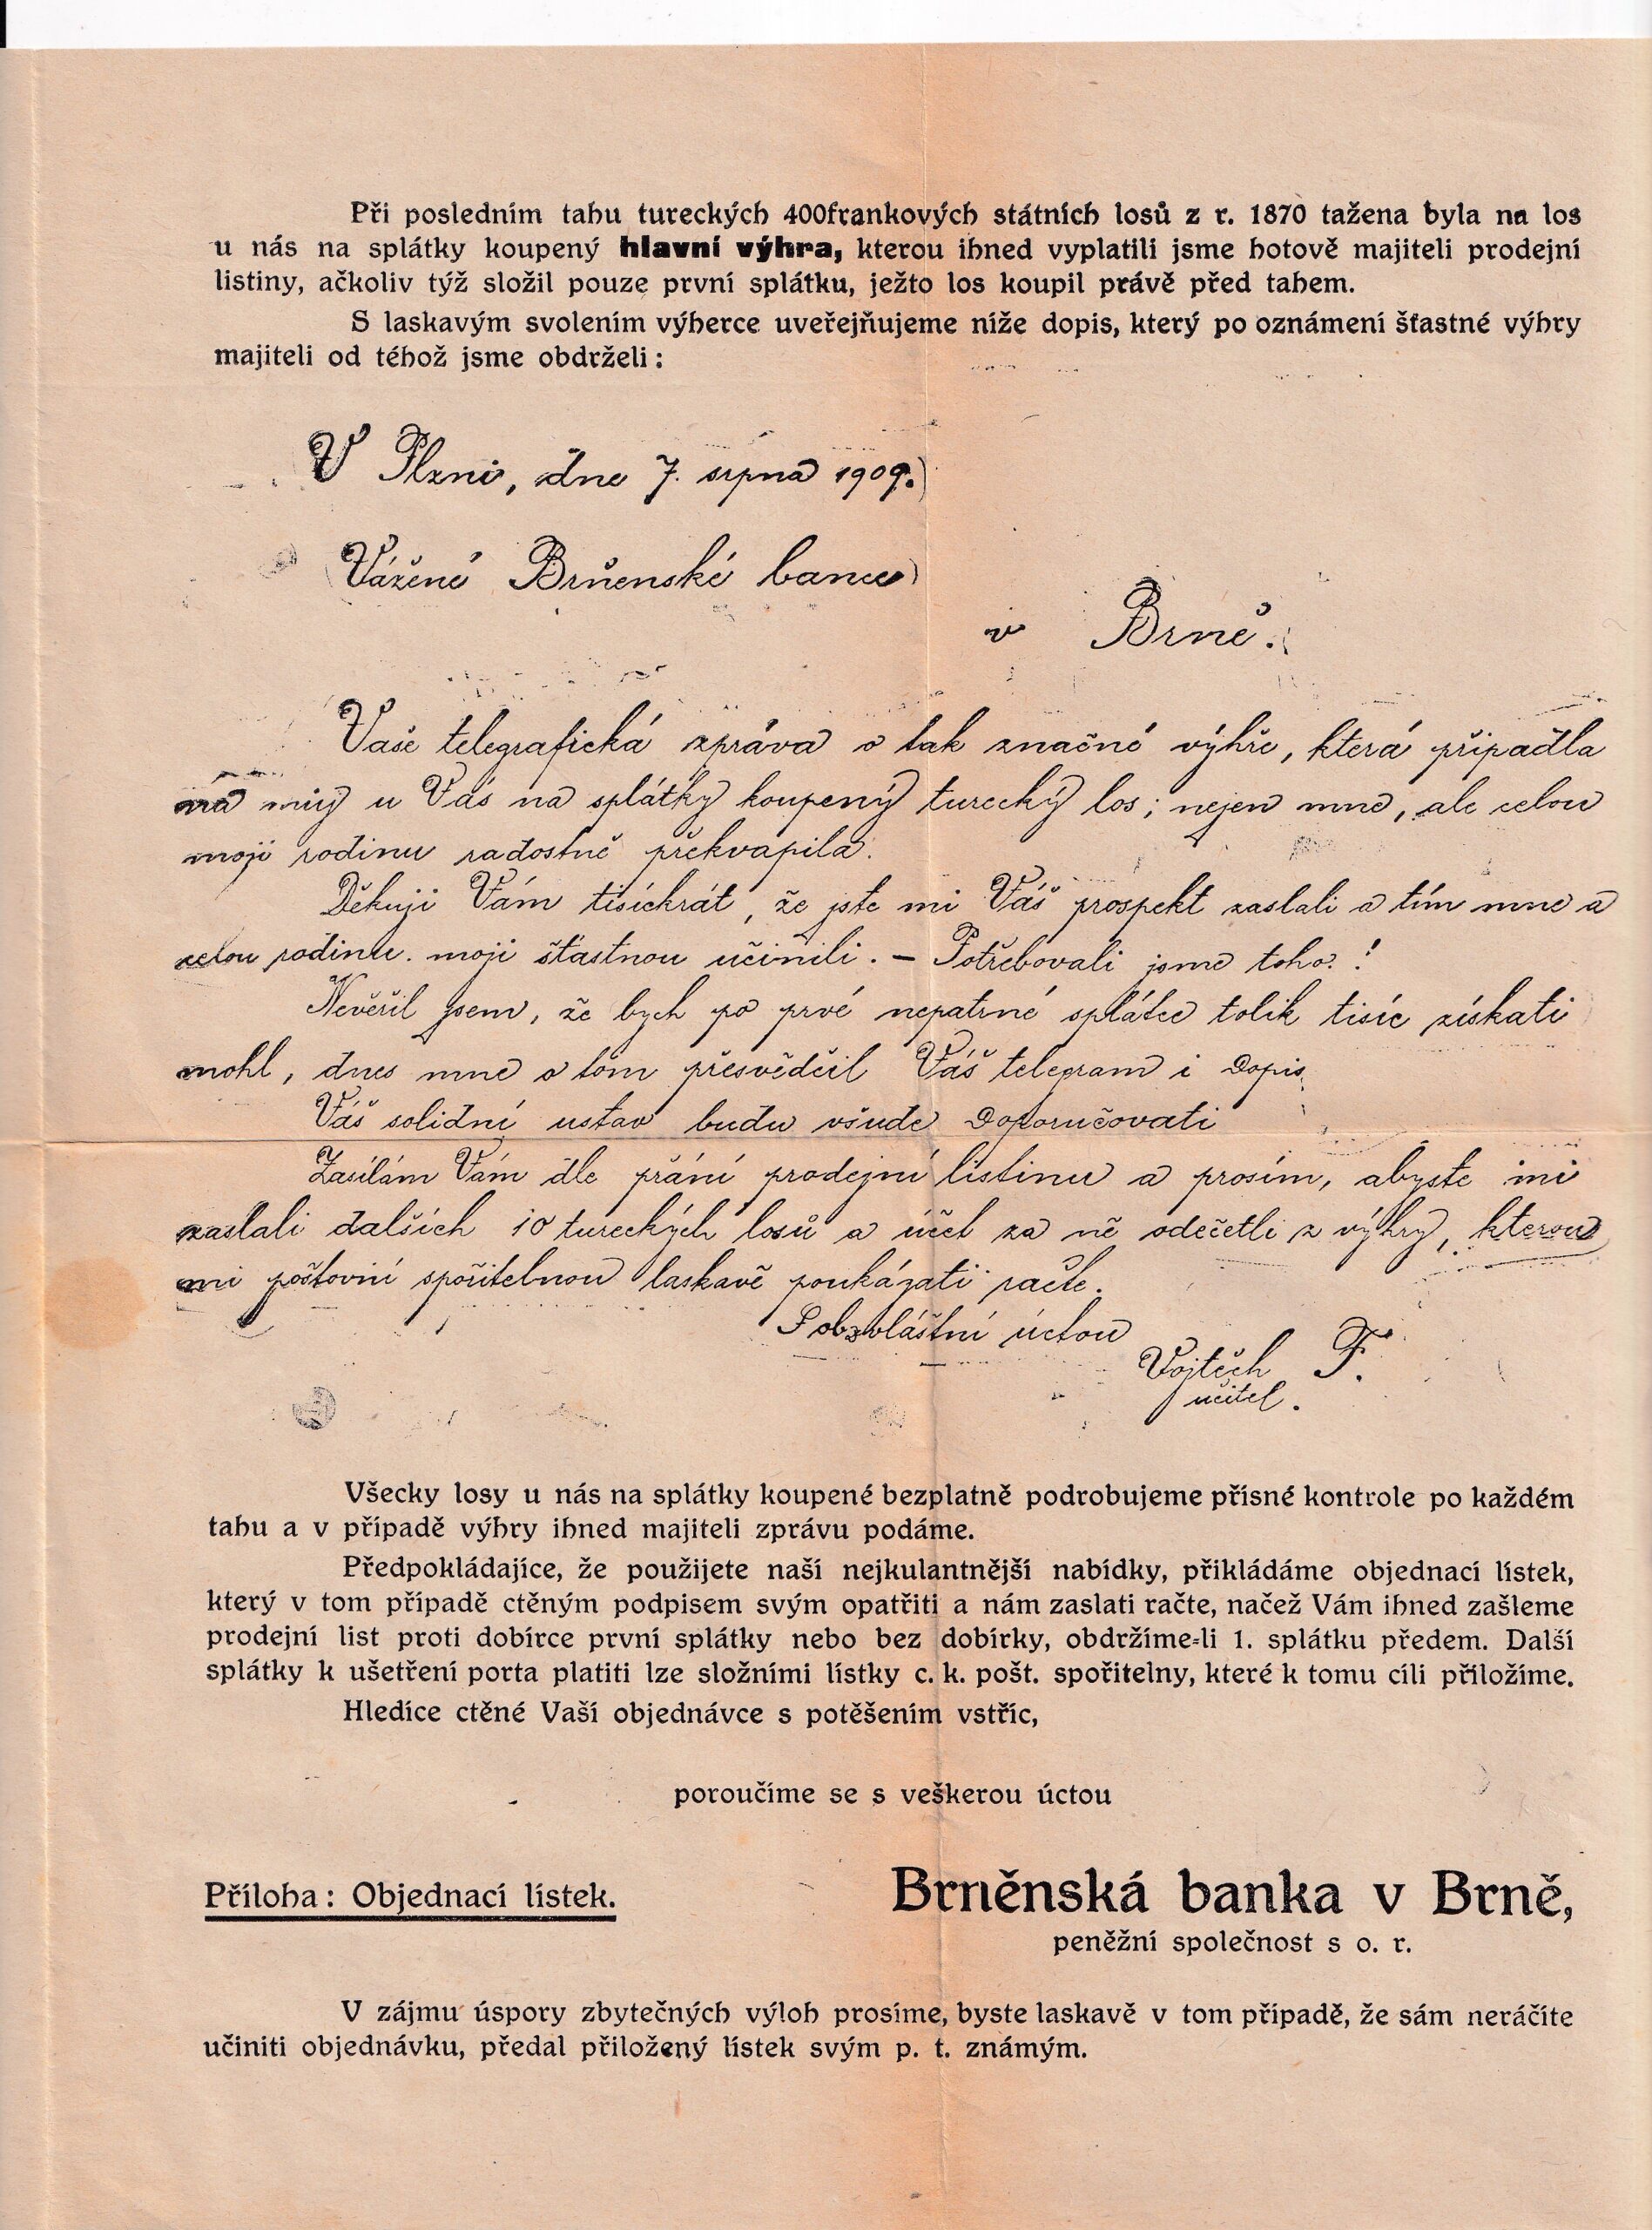 Při posledním tahu tureckých 400frankových státních losů z r. 1870 tažena byla na los
u nás na splátky koupený hlavní výhra, kterou ihned vyplatili jsme hotově majiteli prodejní
listiny, ačkoliv týž složil pouze první splátku, ježto los koupil právě před tahem.
S laskavým svolením výherce uveřejňujeme níže dopis, který po oznámení šťastné výhry
majiteli od téhož jsme obdrželi:
V Plzni, dne 7. srpna 1909.
Vážené Brňenské bance
v Brně.
Vaše telegrafická zpráva o tak značné výhře, která připadla
na můj u Vás na splátky koupený turecký los; nejen mne, ale celou
moji rodinu radostně překvapila.
Děkuji Vám tisíckrát, že jste mi Váš prospekt zaslali a tím mne a
celou rodinu moji šťastnou učinili. – Potřebovali jsme toho!
Nevěřil jsem, že bych po prvé nepatrné splátce tolik tisíc získati
mohl, dnes mne o tom přesvědčil Váš telegram i dopis.
Váš solidní ustav budu všude doporučovati
Zasílám Vám dle přání prodejní listinu a prosím, abyste mi
zaslali dalších 10 tureckých losů a účet za ně odečetli z výhry, kterou
mi poštovní spořitelnou laskavě poukázati račte.
S obzvláštní úctou
Vojtěch F.
učitel.
Všecky losy u nás na splátky koupené bezplatně podrobujeme přísné kontrole po každém
tahu a v případě výhry ihned majiteli zprávu podáme.
Předpokládajíce, že použijete naší nejkulantnější nabídky, přikládáme objednací lístek,
který v tom případě ctěným podpisem svým opatřiti a nám zaslati račte, načež Vám ihned zašleme
prodejní list proti dobírce první splátky nebo bez dobírky, obdržíme-li 1. splátku předem. Další
splátky k ušetření porta platiti lze složními lístky c. k. pošt. spořitelny, které k tomu cíli přiložíme.
Hledíce ctěné Vaší objednávce s potěšením vstříc,
poroučíme se s veškerou úctou
Příloha: Objednací lístek.
Brněnská banka v Brně,
peněžní společnost s o. r.
V zájmu úspory zbytečných výloh prosíme, byste laskavě v tom případě, že sám neráčíte
učiniti objednávku, předal přiložený lístek svým p. t. známým.